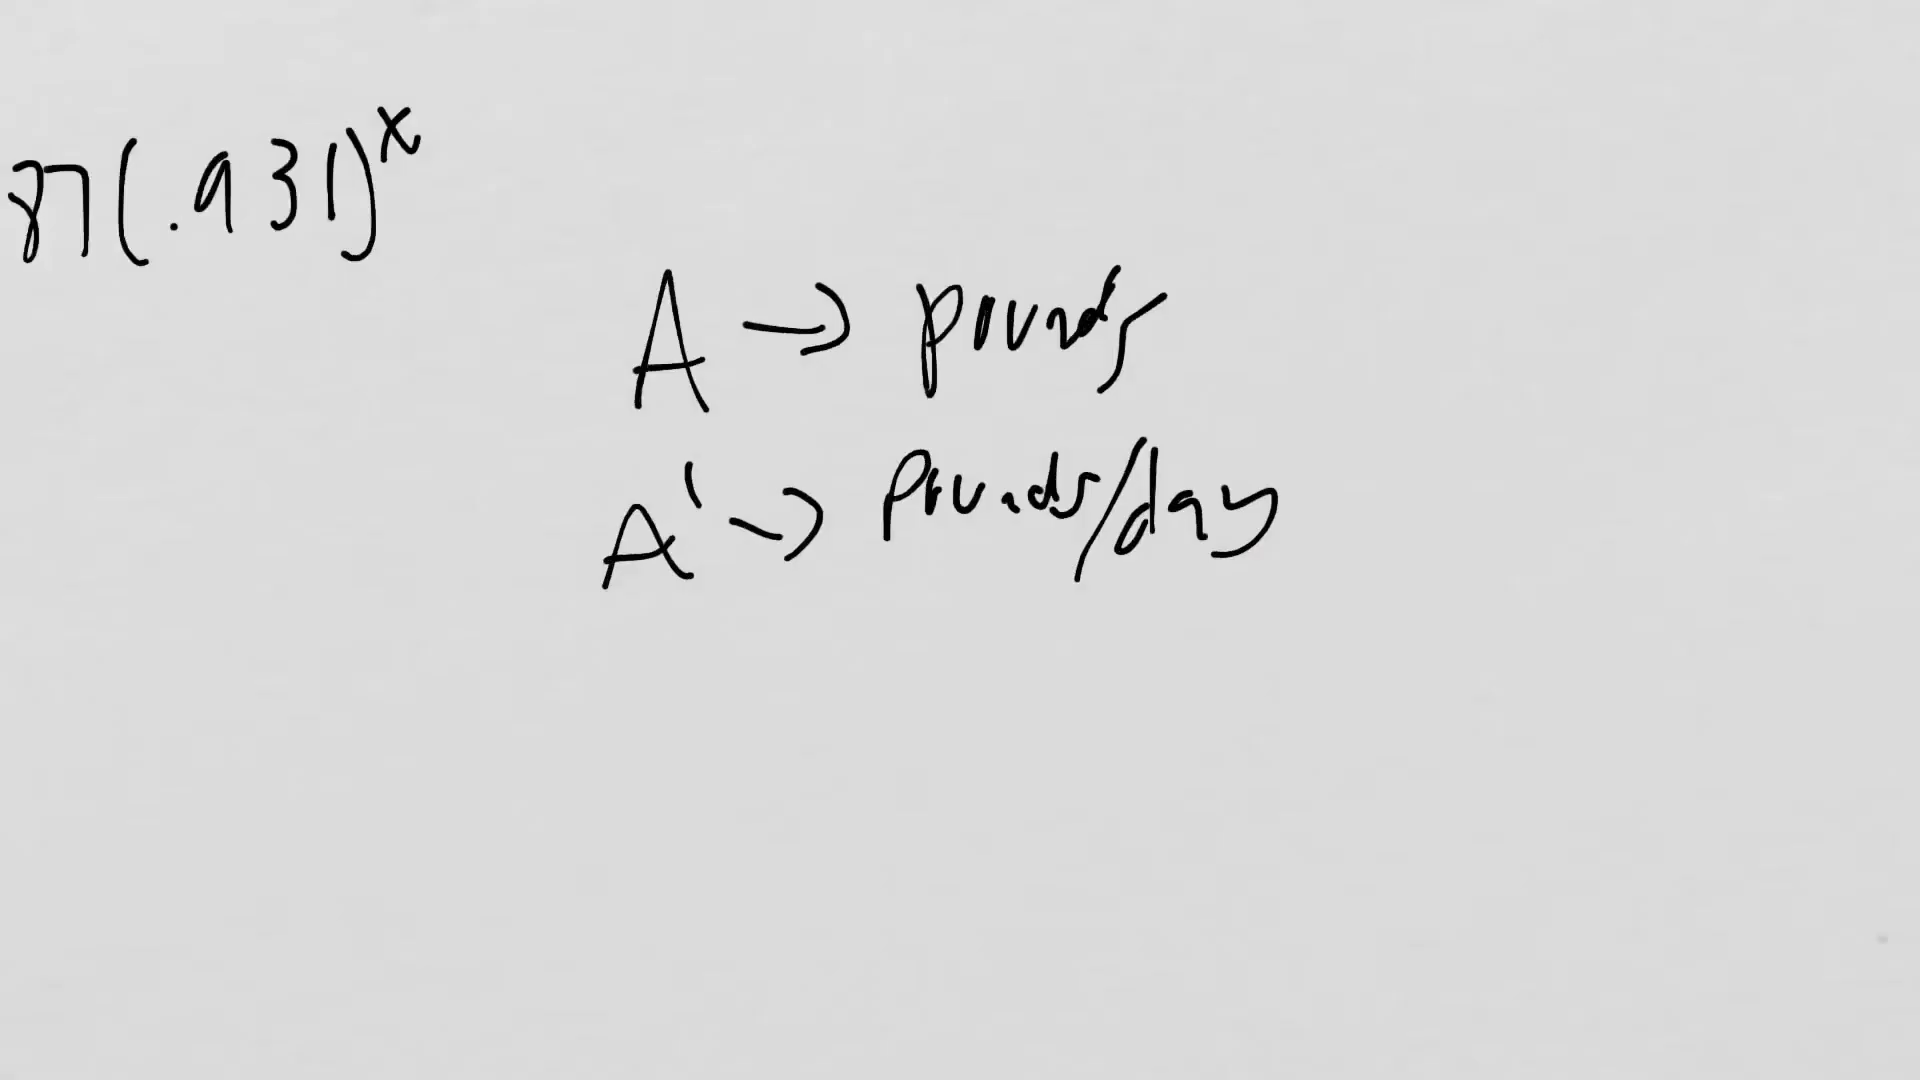 87(.931)^x
A → pounds
A' → pounds/day